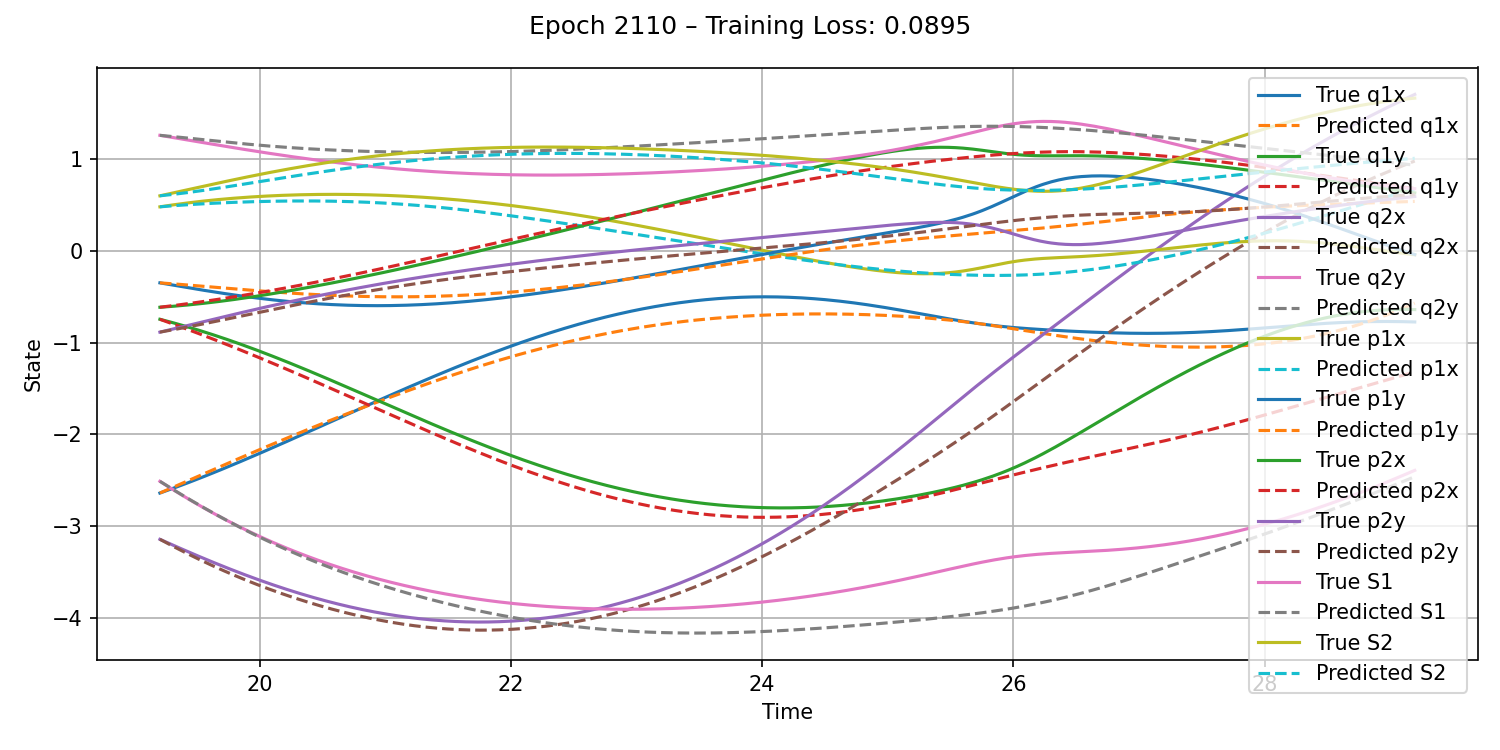 Epoch 2110 – Training Loss: 0.0895
State
1
0
−1
−2
−3
−4
20
22
24
26
28
Time
True q1x
Predicted q1x
True q1y
Predicted q1y
True q2x
Predicted q2x
True q2y
Predicted q2y
True p1x
Predicted p1x
True p1y
Predicted p1y
True p2x
Predicted p2x
True p2y
Predicted p2y
True S1
Predicted S1
True S2
Predicted S2